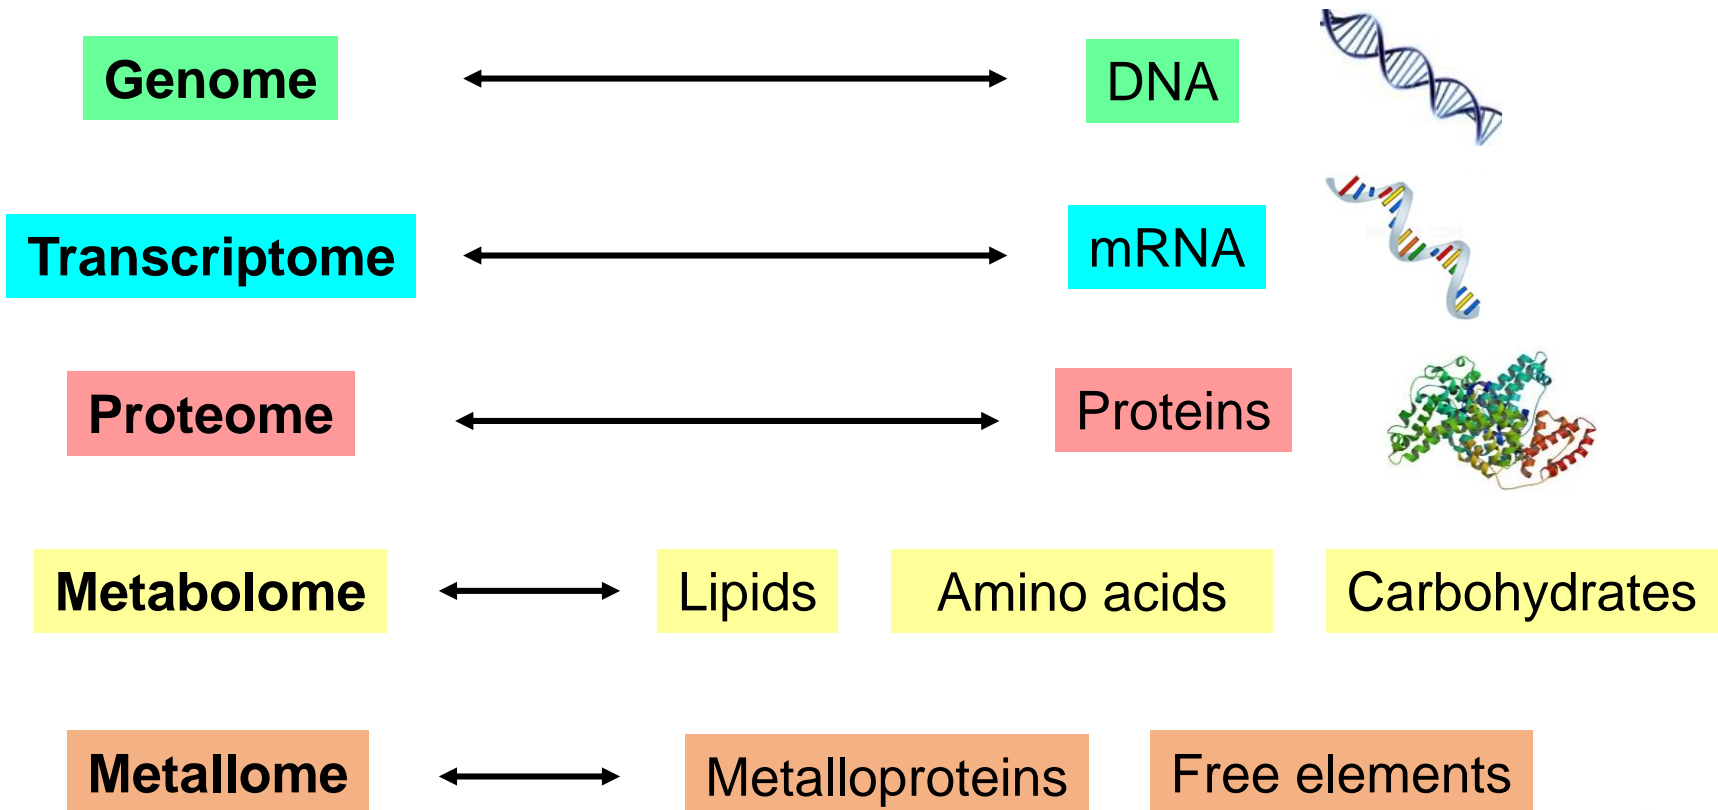 Genome
DNA
Transcriptome
mRNA
Proteome
Proteins
Metabolome
Lipids
Amino acids
Carbohydrates
Metallome
Metalloproteins
Free elements